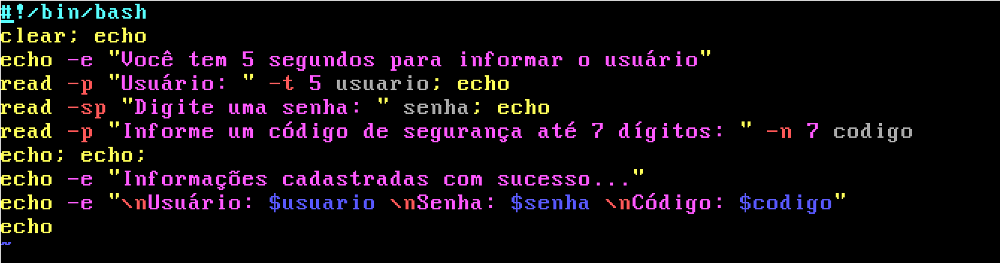 #!/bin/bash
clear; echo
echo -e "Você tem 5 segundos para informar o usuário"
read -p "Usuário: " -t 5 usuario; echo
read -sp "Digite uma senha: " senha; echo
read -p "Informe um código de segurança até 7 dígitos: " -n 7 codigo
echo; echo;
echo -e "Informações cadastradas com sucesso..."
echo -e "\nUsuário: $usuario \nSenha: $senha \nCódigo: $codigo"
echo
~